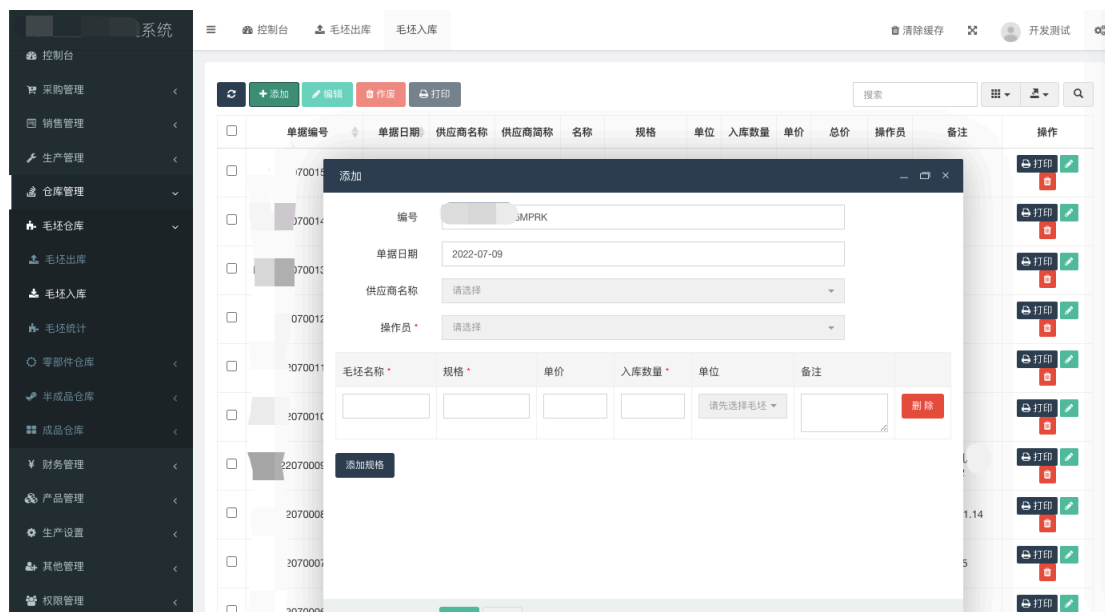 系统
控制台
毛坯出库
毛坯入库
清除缓存
开发测试
控制台
采购管理
销售管理
生产管理
仓库管理
毛坯仓库
毛坯出库
毛坯入库
毛坯统计
零部件仓库
半成品仓库
成品仓库
¥ 财务管理
产品管理
生产设置
其他管理
权限管理
添加 编辑 作废 打印
搜索
单据编号 单据日期 供应商名称 供应商简称 名称 规格 单位 入库数量 单价 总价 操作员 备注 操作
打印
打印
打印
2070012 打印
2070011 打印
2070010 打印
22070009 打印
2070008 1.14 打印
2070007 5 打印
打印
添加
编号 MPRK
单据日期 2022-07-09
供应商名称 请选择
操作员 * 请选择
毛坯名称 * 规格 * 单价 入库数量 * 单位 备注
请先选择毛坯 删 除
添加规格